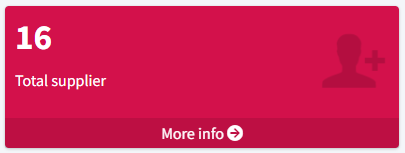 16
Total supplier
More info